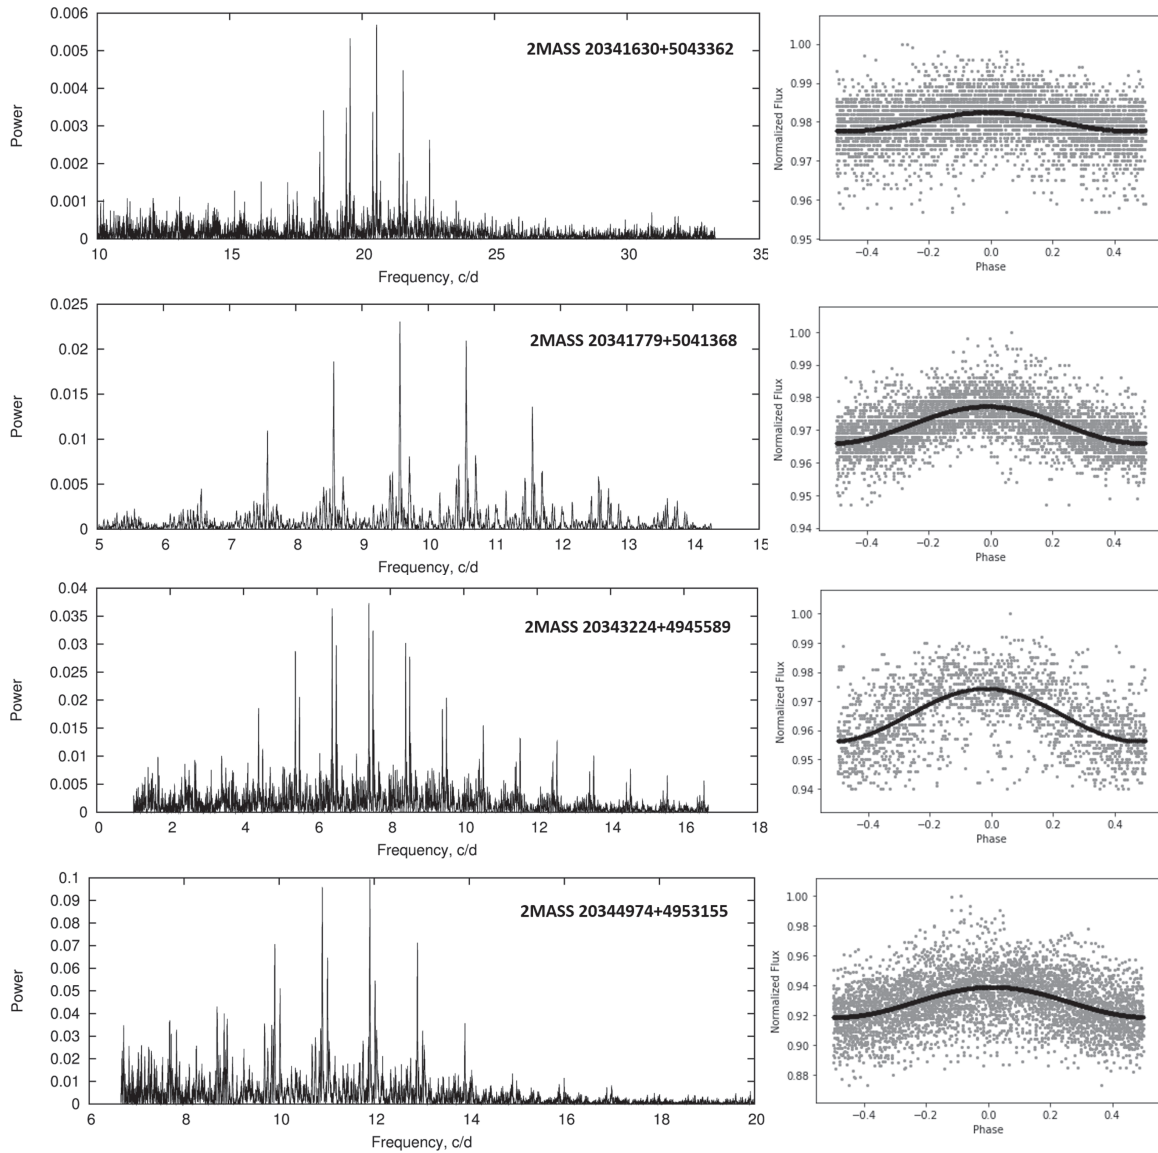 0.006
0.005
0.004
0.003
0.002
0.001
0
Power
10 15 20 25 30 35
Frequency, c/d
2MASS 20341630+5043362
1.00
0.99
0.98
0.97
0.96
0.95
Normalized Flux
−0.4 −0.2 0.0 0.2 0.4
Phase
0.025
0.02
0.015
0.01
0.005
0
Power
5 6 7 8 9 10 11 12 13 14 15
Frequency, c/d
2MASS 20341779+5041368
1.00
0.99
0.98
0.97
0.96
0.95
0.94
Normalized Flux
−0.4 −0.2 0.0 0.2 0.4
Phase
0.04
0.035
0.03
0.025
0.02
0.015
0.01
0.005
0
Power
0 2 4 6 8 10 12 14 16 18
Frequency, c/d
2MASS 20343224+4945589
1.00
0.99
0.98
0.97
0.96
0.95
0.94
Normalized Flux
−0.4 −0.2 0.0 0.2 0.4
Phase
0.1
0.09
0.08
0.07
0.06
0.05
0.04
0.03
0.02
0.01
0
Power
6 8 10 12 14 16 18 20
Frequency, c/d
2MASS 20344974+4953155
1.00
0.98
0.96
0.94
0.92
0.90
0.88
Normalized Flux
−0.4 −0.2 0.0 0.2 0.4
Phase